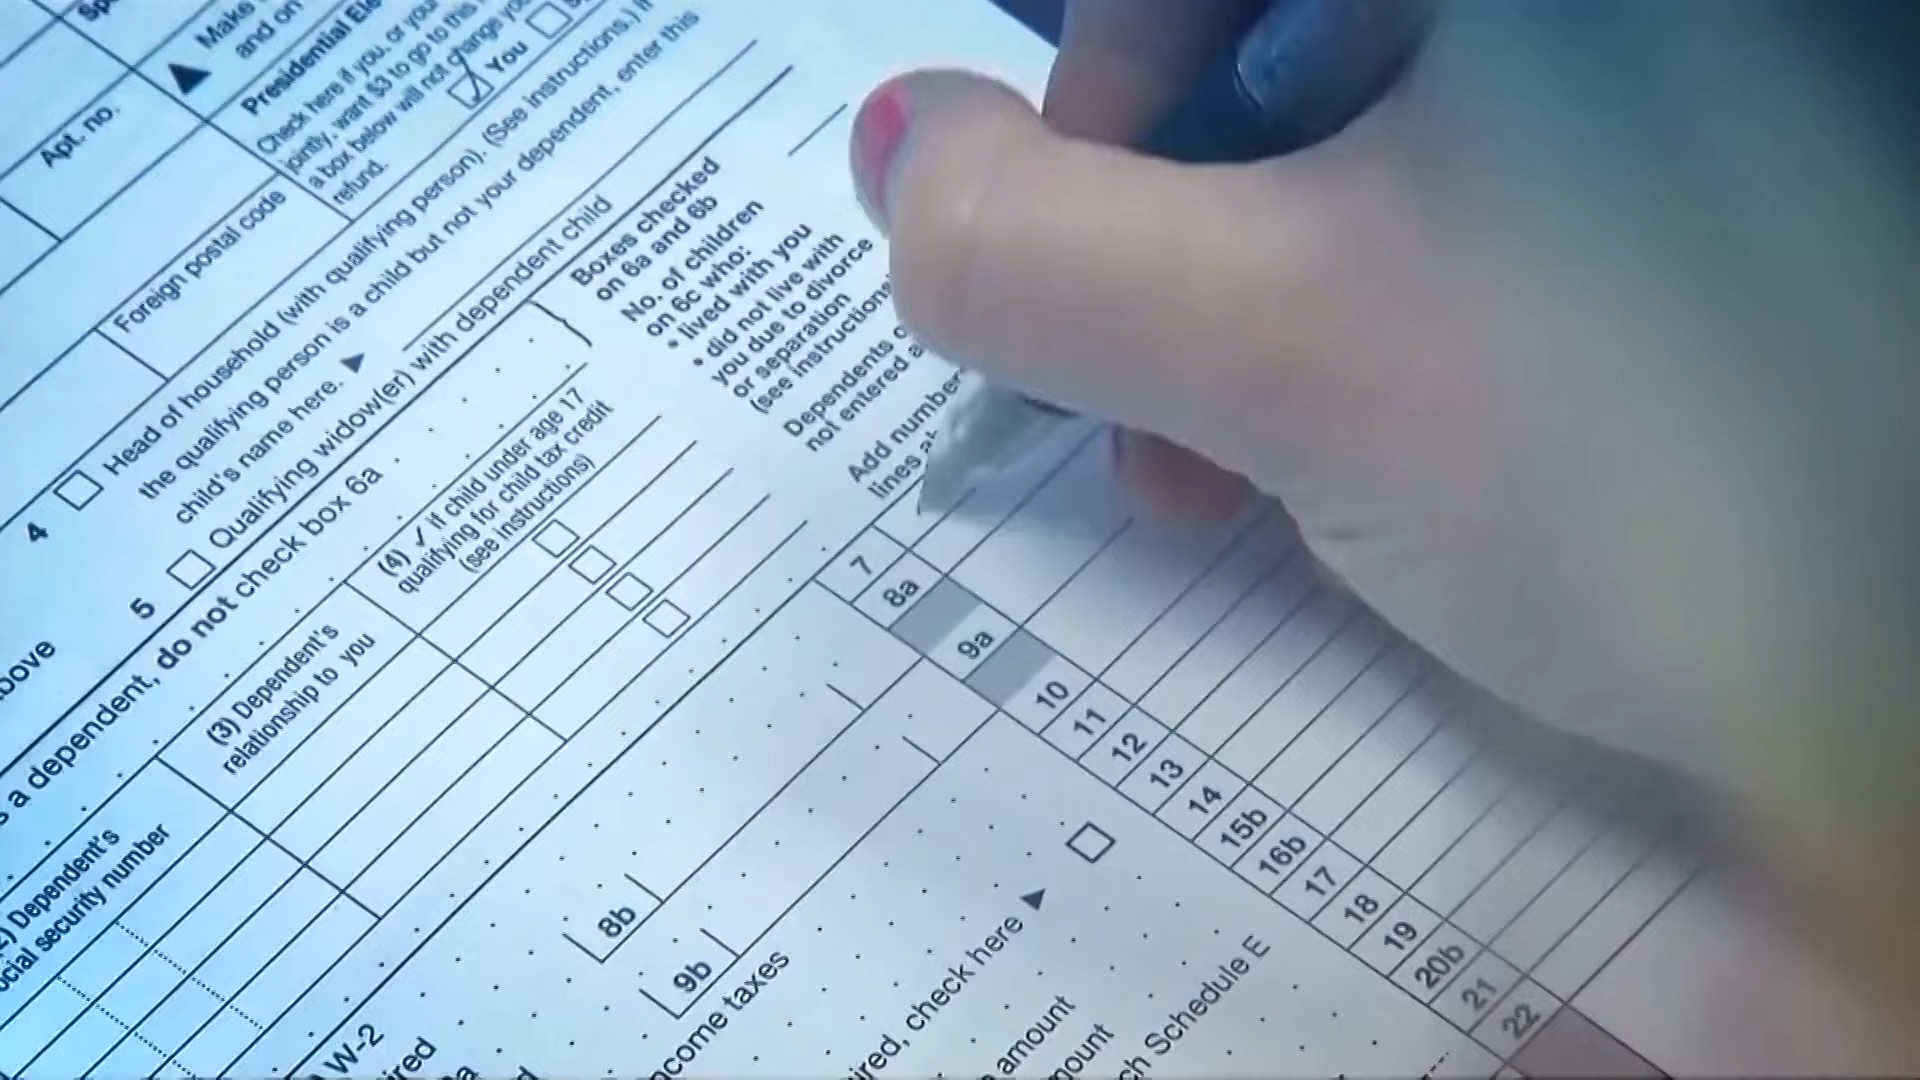 Make
and on
Apt. no.
Presidential Ele
Check here if you, or your
jointly, want $3 to go to this
a box below will not change you
refund.
You
Foreign postal code
4
Head of household (with qualifying person). (See instructions.) If
the qualifying person is a child but not your dependent, enter this
child's name here.
5
Qualifying widow(er) with dependent child
a dependent, do not check box 6a
Boxes checked
on 6a and 6b
No. of children
on 6c who:
• lived with you
• did not live with
you due to divorce
or separation
(see instructions
Dependents
not entered
Add number
lines
(3) Dependent's
relationship to you
(4) ✓ if child under age 17
qualifying for child tax credit
(see instructions)
Dependent's
social security number
7
8a
8b
9a
9b
10
11
12
13
14
15b
16b
17
18
19
20b
21
22
W-2
income taxes
check here
amount
Schedule E